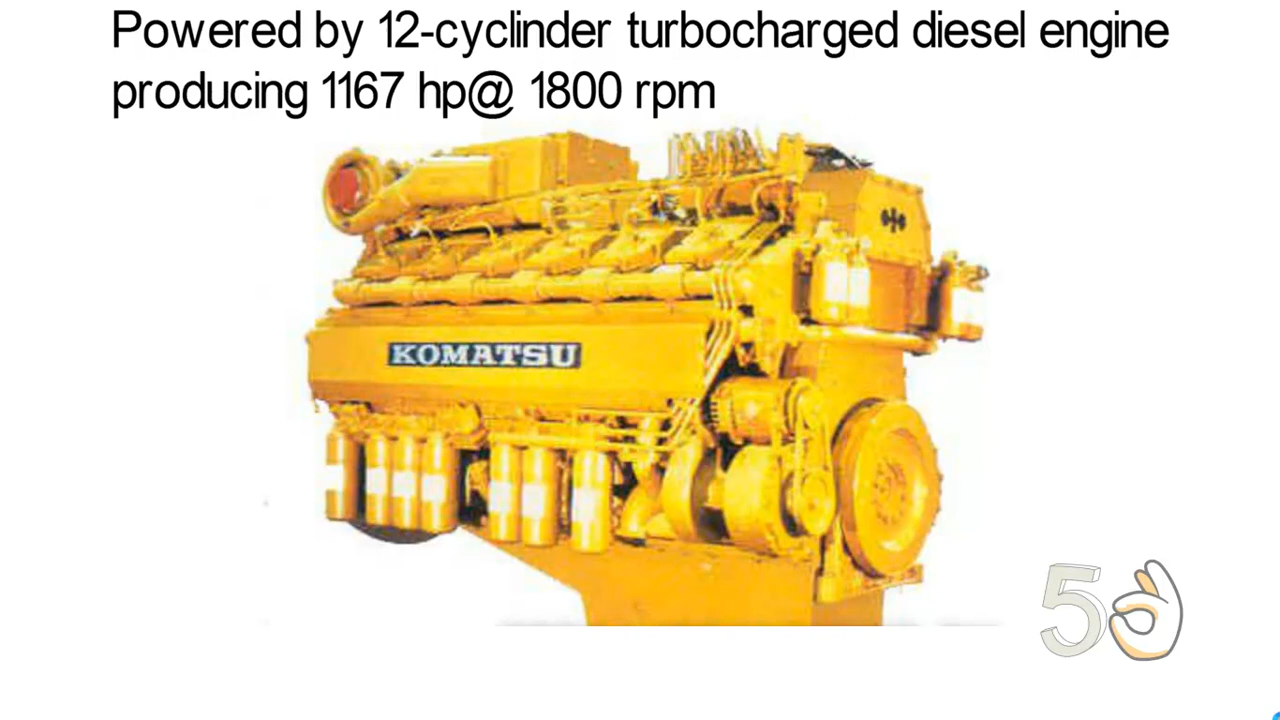 Powered by 12-cyclinder turbocharged diesel engine
producing 1167 hp@ 1800 rpm
KOMATSU
5